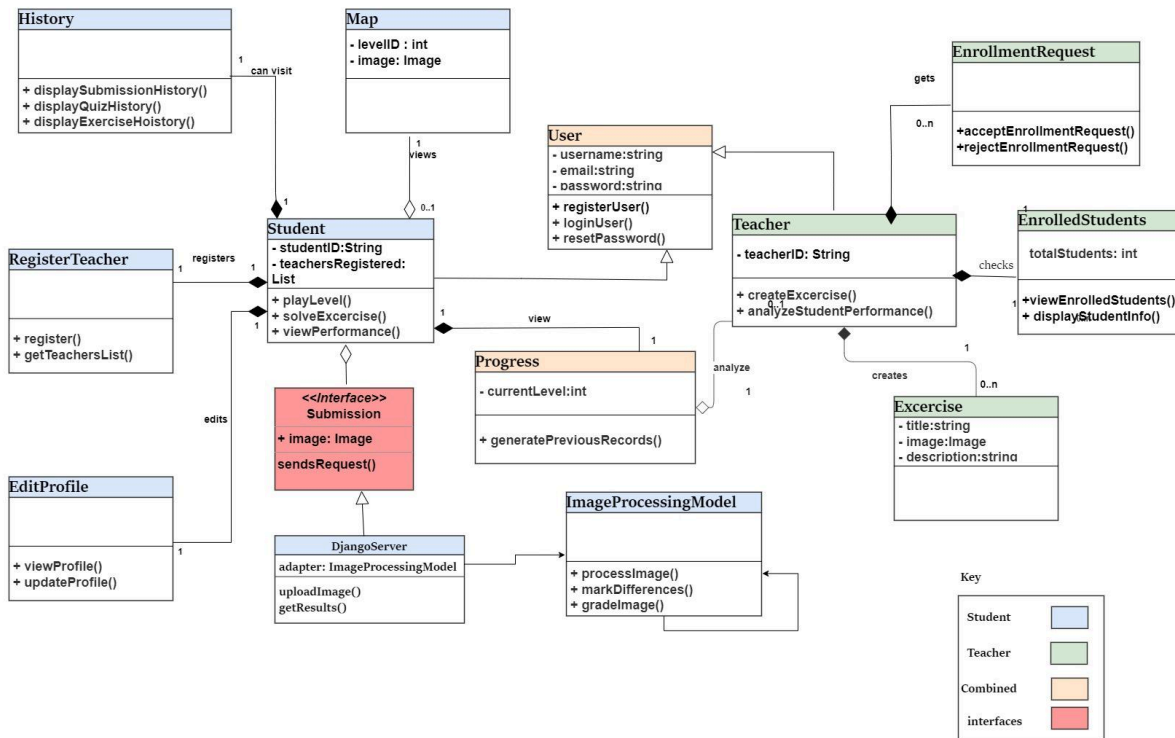 History
+ displaySubmissionHistory()
+ displayQuizHistory()
+ displayExerciseHoistory()
1
can visit
1
Map
- levelID : int
- image: Image
1
views
0..1
User
- username:string
- email:string
- password:string
+ registerUser()
+ loginUser()
+ resetPassword()
EnrollmentRequest
+acceptEnrollmentRequest()
+rejectEnrollmentRequest()
gets
0..n
Student
- studentID:String
- teachersRegistered:
List
+ playLevel()
+ solveExcercise()
+ viewPerformance()
RegisterTeacher
+ register()
+ getTeachersList()
1
registers
1
1
edits
1
Teacher
- teacherID: String
+ createExcercise()
+ analyzeStudentPerformance()
0..1
EnrolledStudents
1
totalStudents: int
+viewEnrolledStudents()
+ displayStudentInfo()
checks
1
1
view
1
Progress
- currentLevel:int
+ generatePreviousRecords()
analyze
1
1
creates
0..n
Excercise
- title:string
- image:Image
- description:string
<<Interface>>
Submission
+ image: Image
sendsRequest()
EditProfile
+ viewProfile()
+ updateProfile()
DjangoServer
adapter: ImageProcessingModel
uploadImage()
getResults()
ImageProcessingModel
+ processImage()
+ markDifferences()
+ gradeImage()
Key
Student
Teacher
Combined
interfaces